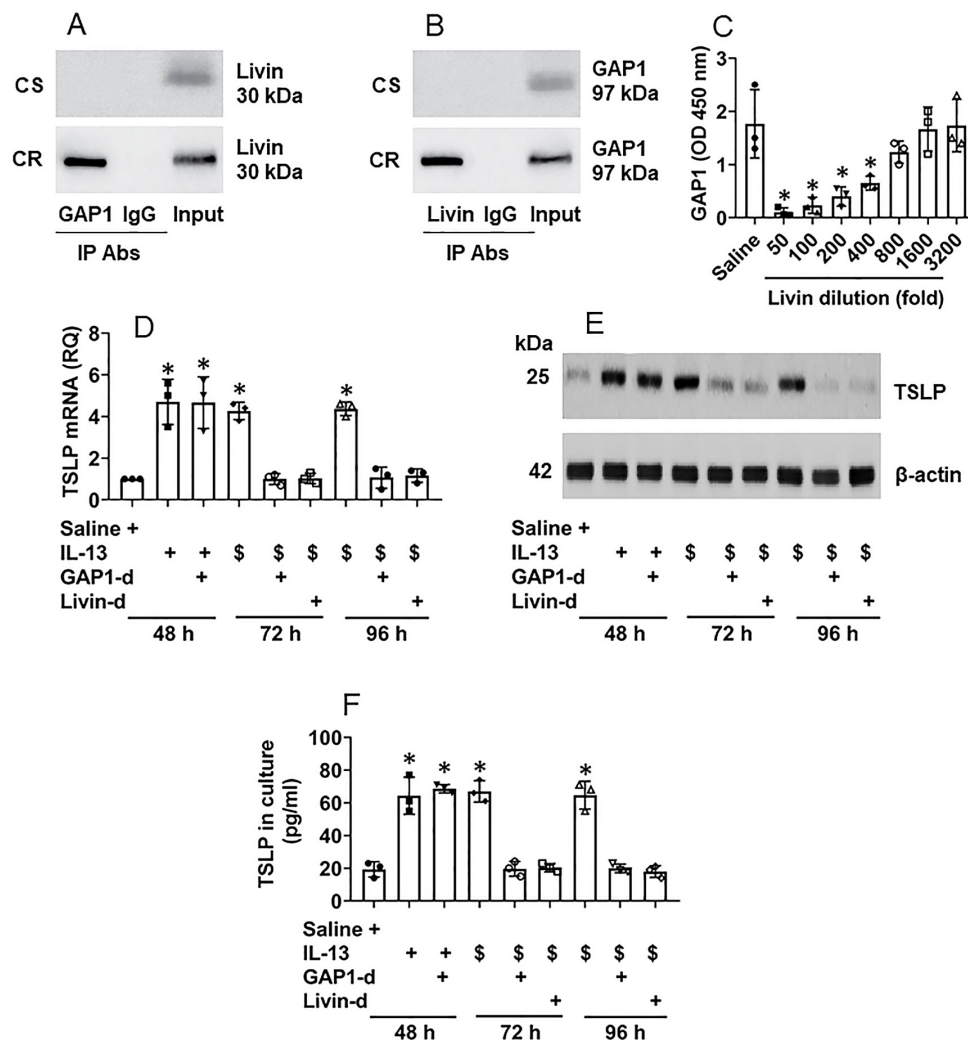 A
CS
Livin
30 kDa
CR
Livin
30 kDa
GAP1 IgG Input
IP Abs
B
CS
GAP1
97 kDa
CR
GAP1
97 kDa
Livin IgG Input
IP Abs
C
GAP1 (OD 450 nm)
3
2
1
0
* * * *
Saline 50 100 200 400 800 1600 3200
Livin dilution (fold)
D
TSLP mRNA (RQ)
8
6
4
2
0
* * * *
Saline +
IL-13 + + $ $ $ $ $ $
GAP1-d + + +
Livin-d + +
48 h 72 h 96 h
E
kDa
25 TSLP
42 β-actin
Saline +
IL-13 + + $ $ $ $ $ $
GAP1-d + + +
Livin-d + +
48 h 72 h 96 h
F
TSLP in culture
(pg/ml)
100
80
60
40
20
0
* * * *
Saline +
IL-13 + + $ $ $ $ $ $
GAP1-d + + +
Livin-d + +
48 h 72 h 96 h